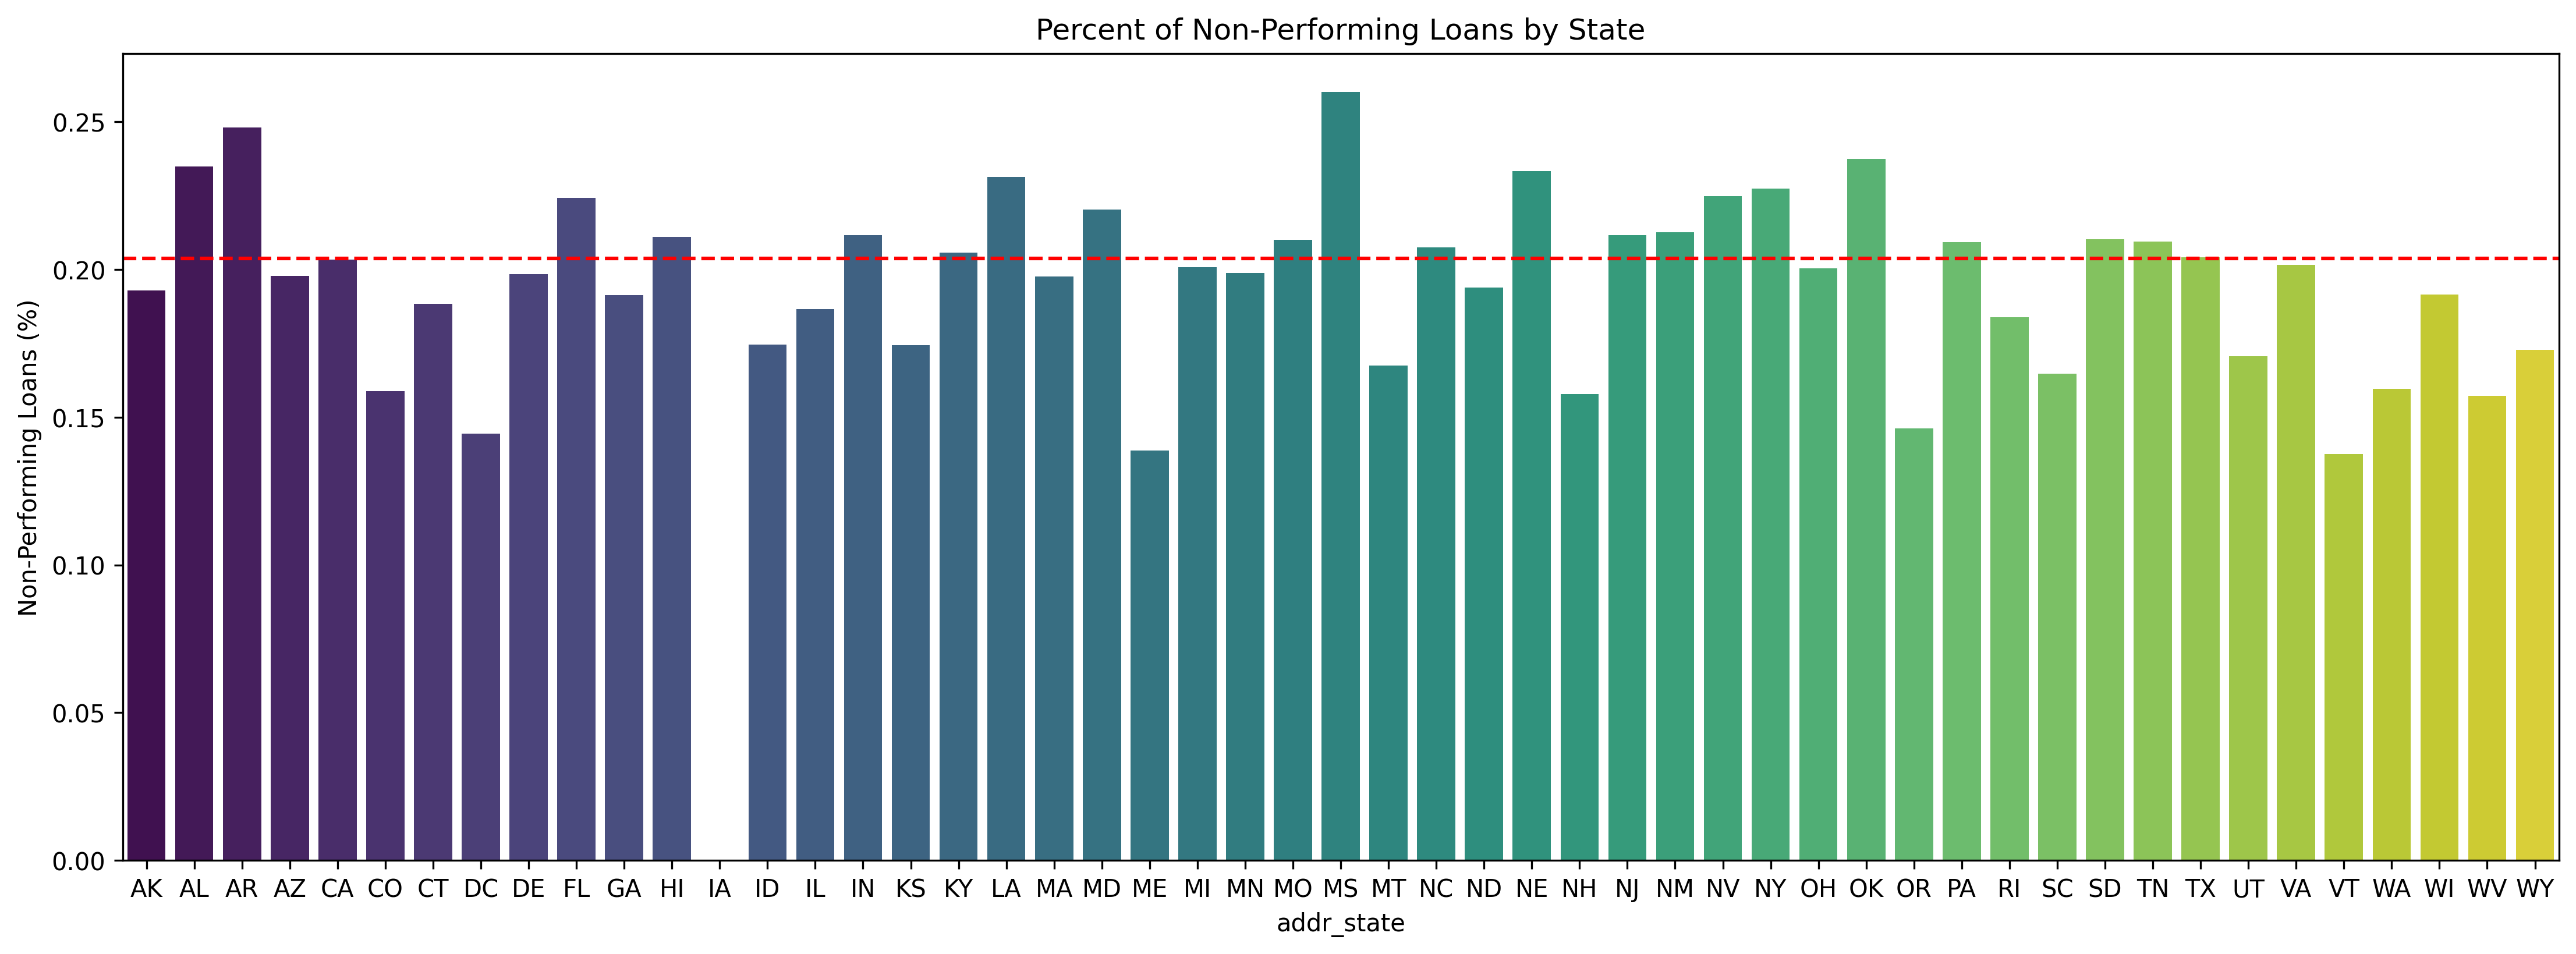 Percent of Non-Performing Loans by State
Non-Performing Loans (%)
0.25
0.20
0.15
0.10
0.05
0.00
AK AL AR AZ CA CO CT DC DE FL GA HI IA ID IL IN KS KY LA MA MD ME MI MN MO MS MT NC ND NE NH NJ NM NV NY OH OK OR PA RI SC SD TN TX UT VA VT WA WI WV WY
addr_state